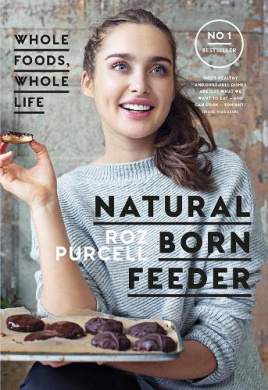 WHOLE
FOODS,
WHOLE
LIFE
NO 1
BESTSELLER
NATURAL
ROZ BORN
PURCELL
FEEDER